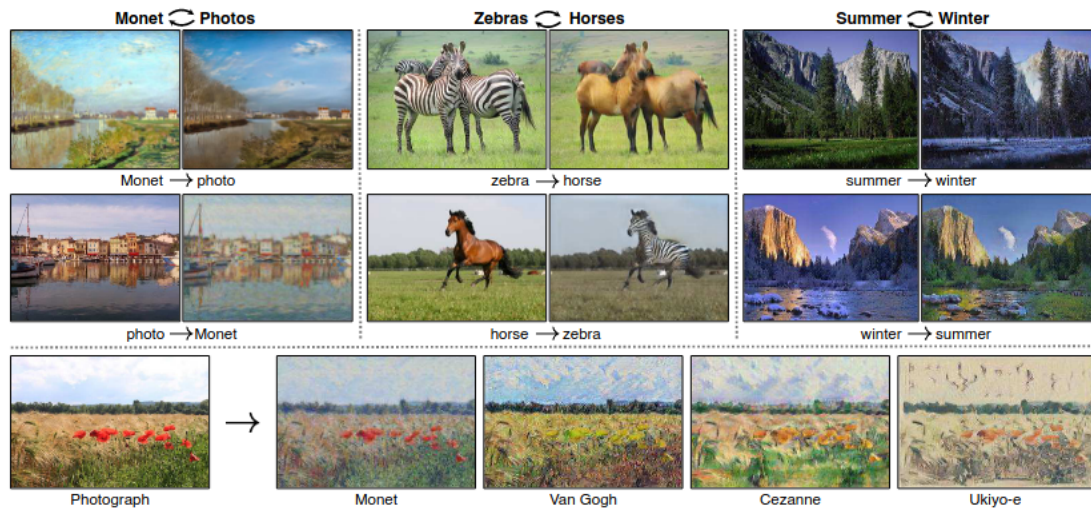 Monet Photos
Zebras Horses
Summer Winter
Monet → photo
zebra → horse
summer → winter
photo → Monet
horse → zebra
winter → summer
Photograph
→
Monet
Van Gogh
Cezanne
Ukiyo-e